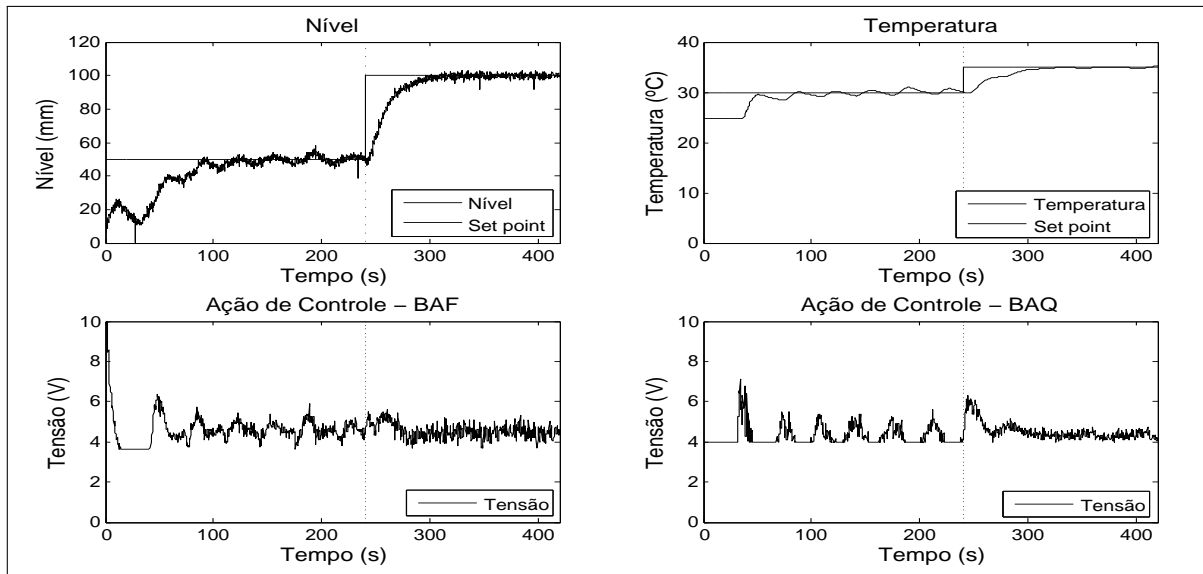 Nível
120
100
80
60
40
20
0
Nível (mm)
0 100 200 300 400
Tempo (s)
Nível
Set point
Temperatura
40
30
20
10
0
Temperatura (ºC)
0 100 200 300 400
Tempo (s)
Temperatura
Set point
Ação de Controle – BAF
10
8
6
4
2
0
Tensão (V)
0 100 200 300 400
Tempo (s)
Tensão
Ação de Controle – BAQ
10
8
6
4
2
0
Tensão (V)
0 100 200 300 400
Tempo (s)
Tensão